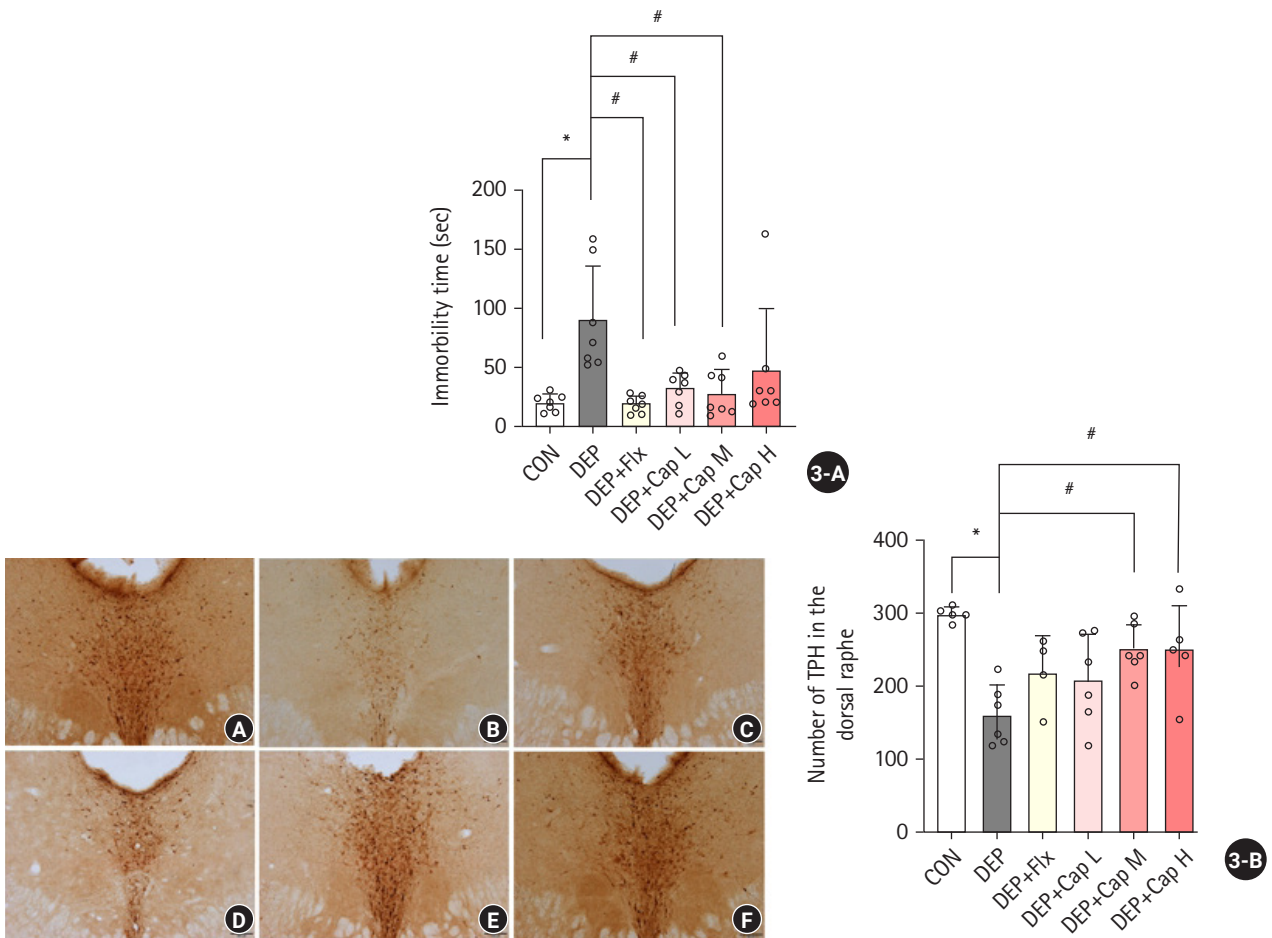 #
#
#
*
200
150
100
50
0
Immorbility time (sec)
CON
DEP
DEP+Flx
DEP+Cap L
DEP+Cap M
DEP+Cap H
3-A
#
#
*
400
300
200
100
0
Number of TPH in the
dorsal raphe
CON
DEP
DEP+Flx
DEP+Cap L
DEP+Cap M
DEP+Cap H
3-B
A
B
C
D
E
F